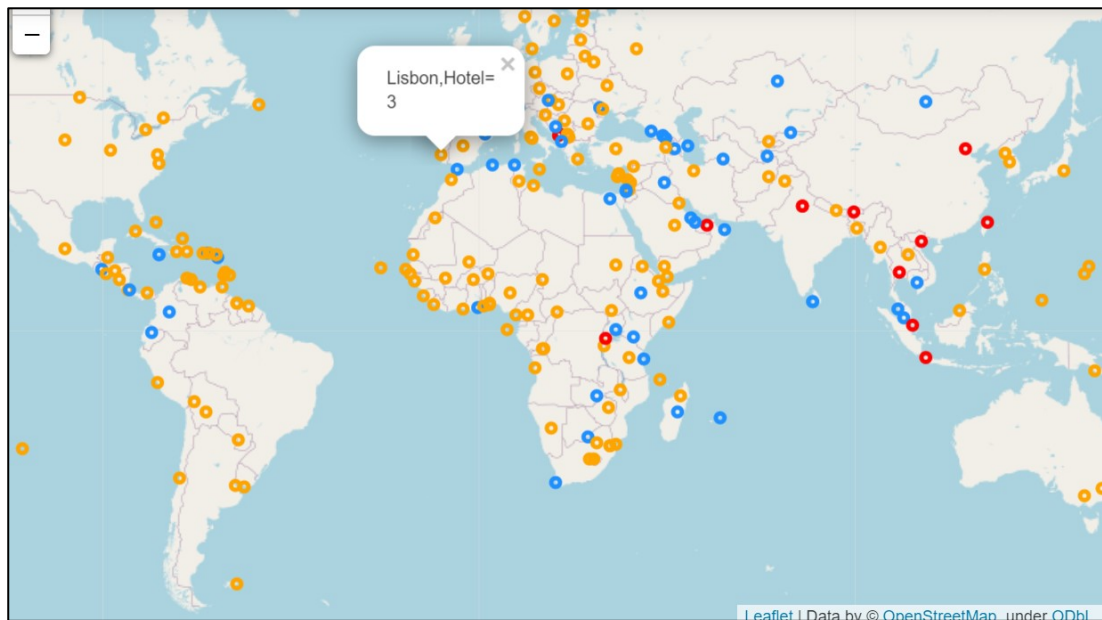 −
Lisbon,Hotel=
3
×
Leaflet | Data by © OpenStreetMap, under ODbL